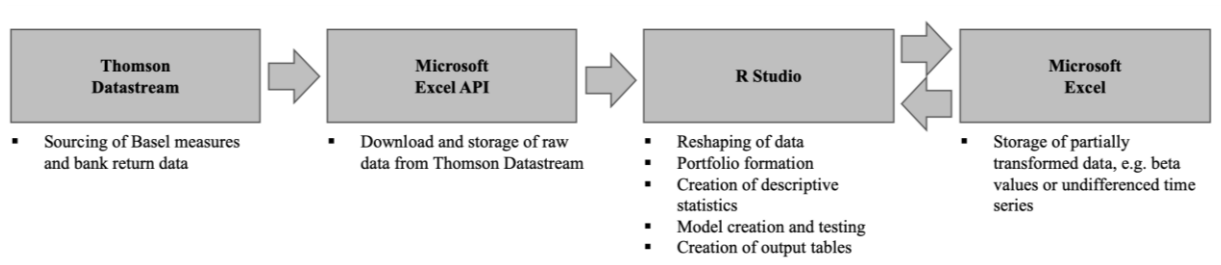 Thomson
Datastream
▪ Sourcing of Basel measures
and bank return data
Microsoft
Excel API
▪ Download and storage of raw
data from Thomson Datastream
R Studio
▪ Reshaping of data
▪ Portfolio formation
▪ Creation of descriptive
statistics
▪ Model creation and testing
▪ Creation of output tables
Microsoft
Excel
▪ Storage of partially
transformed data, e.g. beta
values or undifferenced time
series